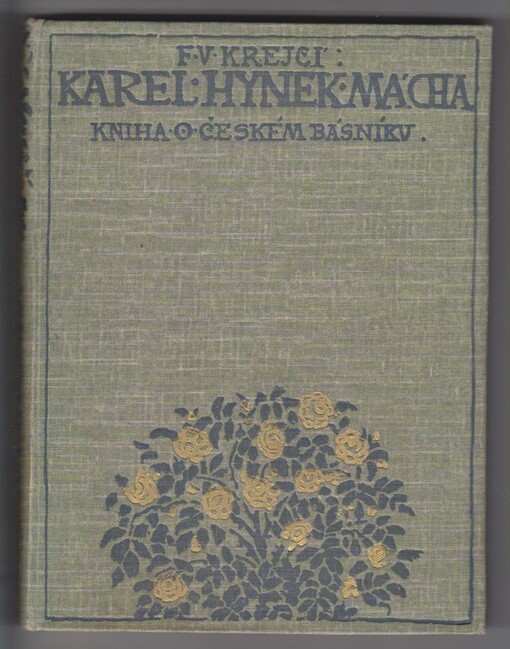 F·V·KREJČÍ:
KAREL:HYNEK·MÁCHA
KNIHA·O·ČESKÉM BÁSNÍKU.